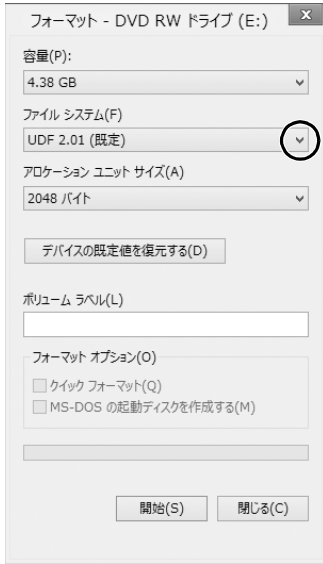 フォーマット - DVD RW ドライブ (E:)
容量(P):
4.38 GB
ファイル システム(F)
UDF 2.01 (既定)
アロケーション ユニット サイズ(A)
2048 バイト
デバイスの既定値を復元する(D)
ボリューム ラベル(L)
フォーマット オプション(O)
クイック フォーマット(Q)
MS-DOS の起動ディスクを作成する(M)
開始(S)
閉じる(C)